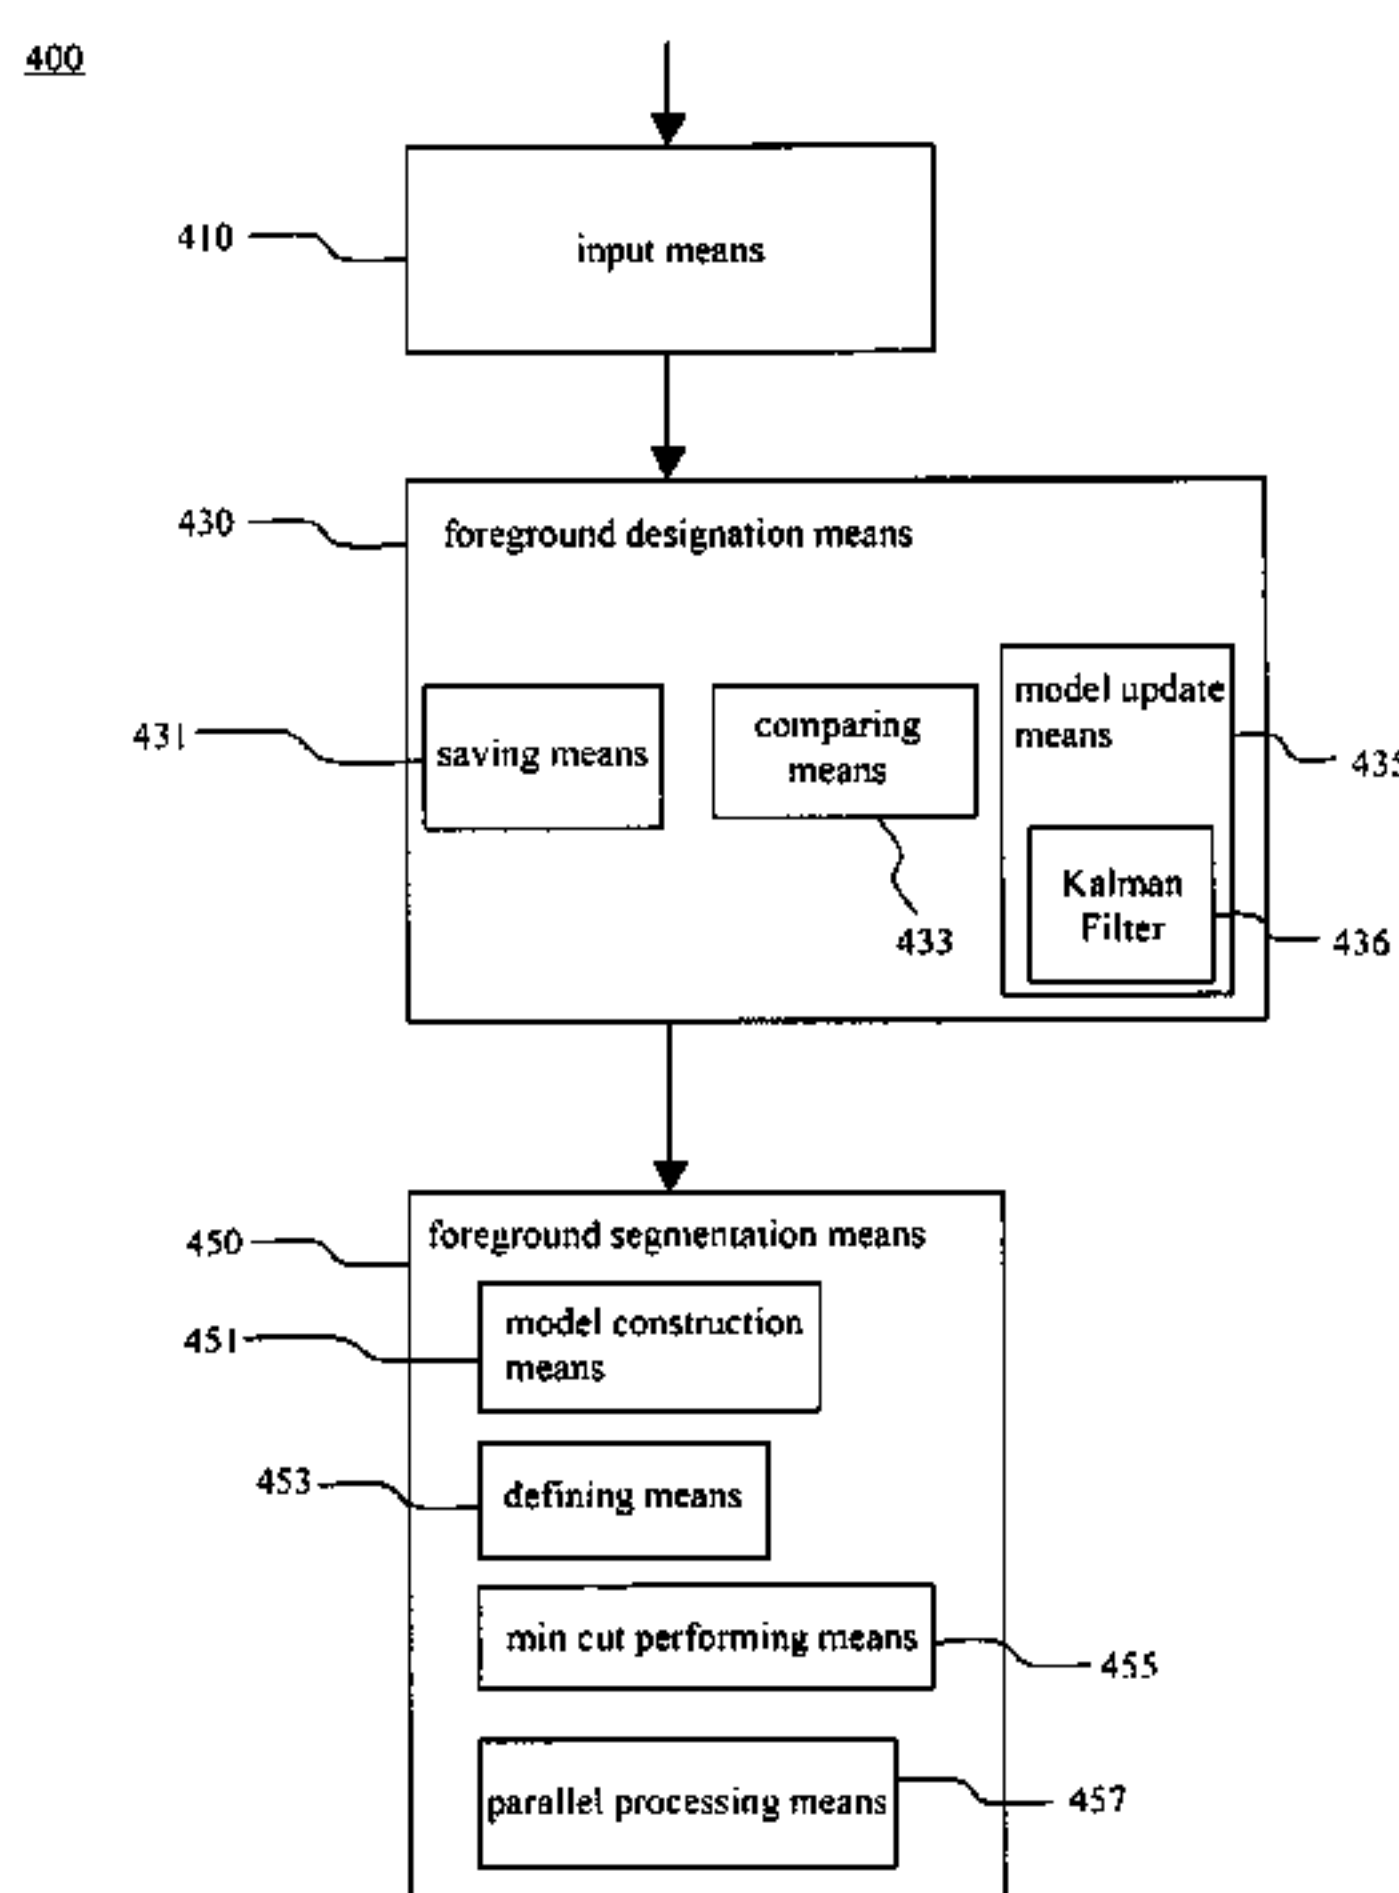 400
410
input means
430
foreground designation means
431
saving means
comparing
means
433
model update
means
435
Kalman
Filter
436
450
foreground segmentation means
451
model construction
means
453
defining means
min cut performing means
455
parallel processing means
457